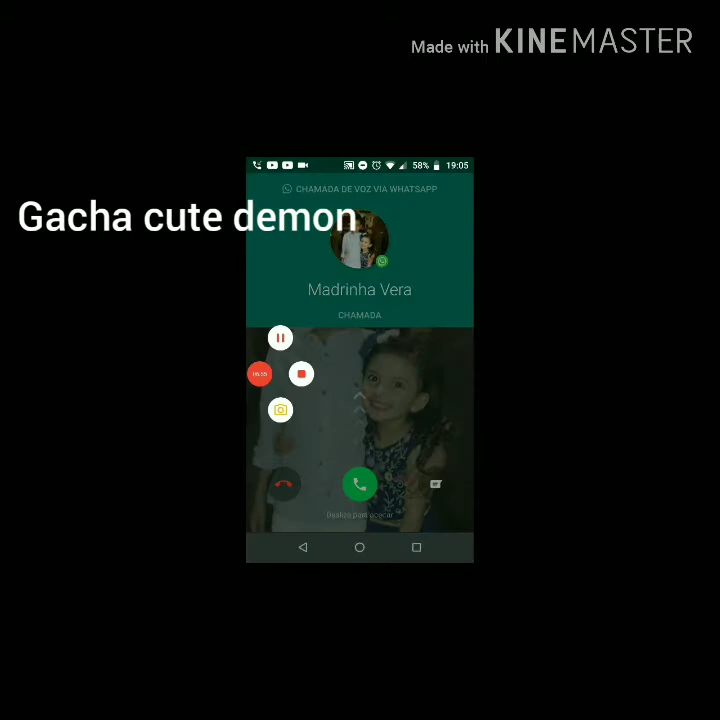 Made with KINEMASTER
58% 19:05
CHAMADA DE VOZ VIA WHATSAPP
Gacha cute demon
Madrinha Vera
CHAMADA